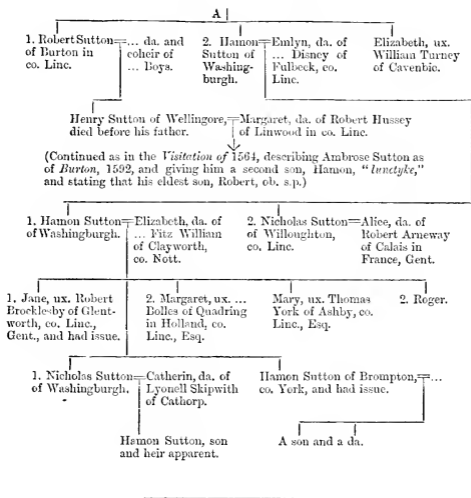 A
1. Robert Sutton=... da. and
of Burton in coheir of
co. Linc. ... Boys.
2. Hamon=Emlyn, da. of
Sutton of ... Disney of
Washing- Fulbeck, co.
burgh. Linc.
Elizabeth, ux.
William Turney
of Cavenbie.
Henry Sutton of Wellingore,=Margaret, da. of Robert Hussey
died before his father. of Linwood in co. Linc.
(Continued as in the Visitation of 1564, describing Ambrose Sutton as
of Burton, 1592, and giving him a second son, Hamon, "lunctyke,"
and stating that his eldest son, Robert, ob. s.p.)
1. Hamon Sutton=Elizabeth, da. of
of Washingburgh. ... Fitz William
of Clayworth,
co. Nott.
2. Nicholas Sutton=Alice, da. of
of Willoughton, Robert Arneway
co. Linc. of Calais in
France, Gent.
1. Jane, ux. Robert
Brocklesby of Glent-
worth, co. Linc.,
Gent., and had issue.
2. Margaret, ux. ...
Bolles of Quadring
in Holland, co.
Linc., Esq.
Mary, ux. Thomas
York of Ashby, co.
Linc., Esq.
2. Roger.
1. Nicholas Sutton=Catherin, da. of
of Washingburgh. Lyonell Skipwith
of Cathorp.
Hamon Sutton of Brompton,=...
co. York, and had issue.
Hamon Sutton, son
and heir apparent.
A son and a da.